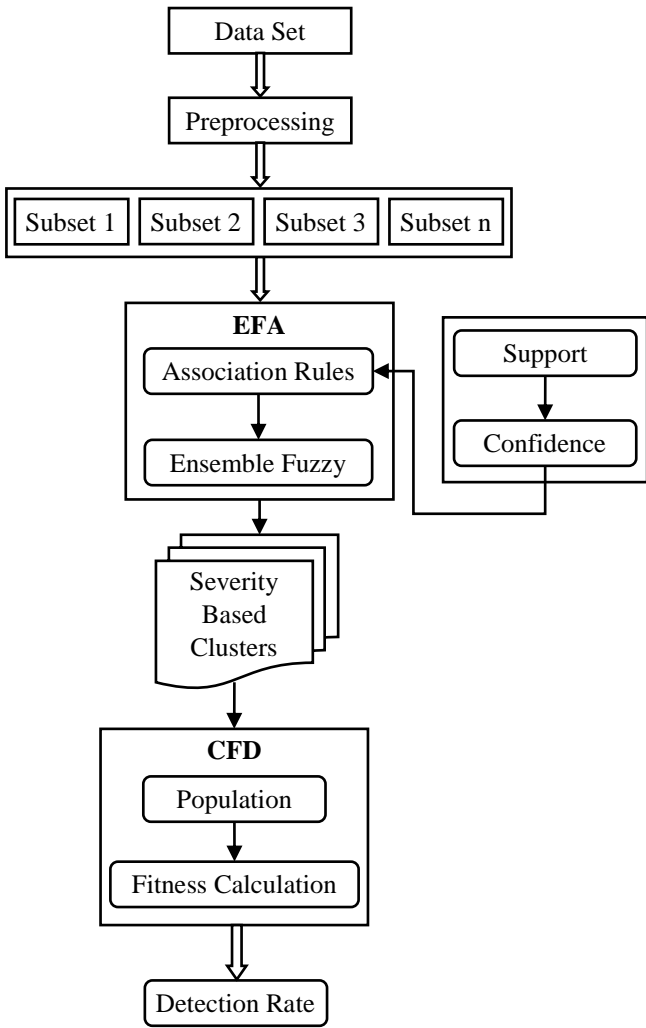 Data Set
Preprocessing
Subset 1
Subset 2
Subset 3
Subset n
EFA
Association Rules
Ensemble Fuzzy
Support
Confidence
Severity
Based
Clusters
CFD
Population
Fitness Calculation
Detection Rate